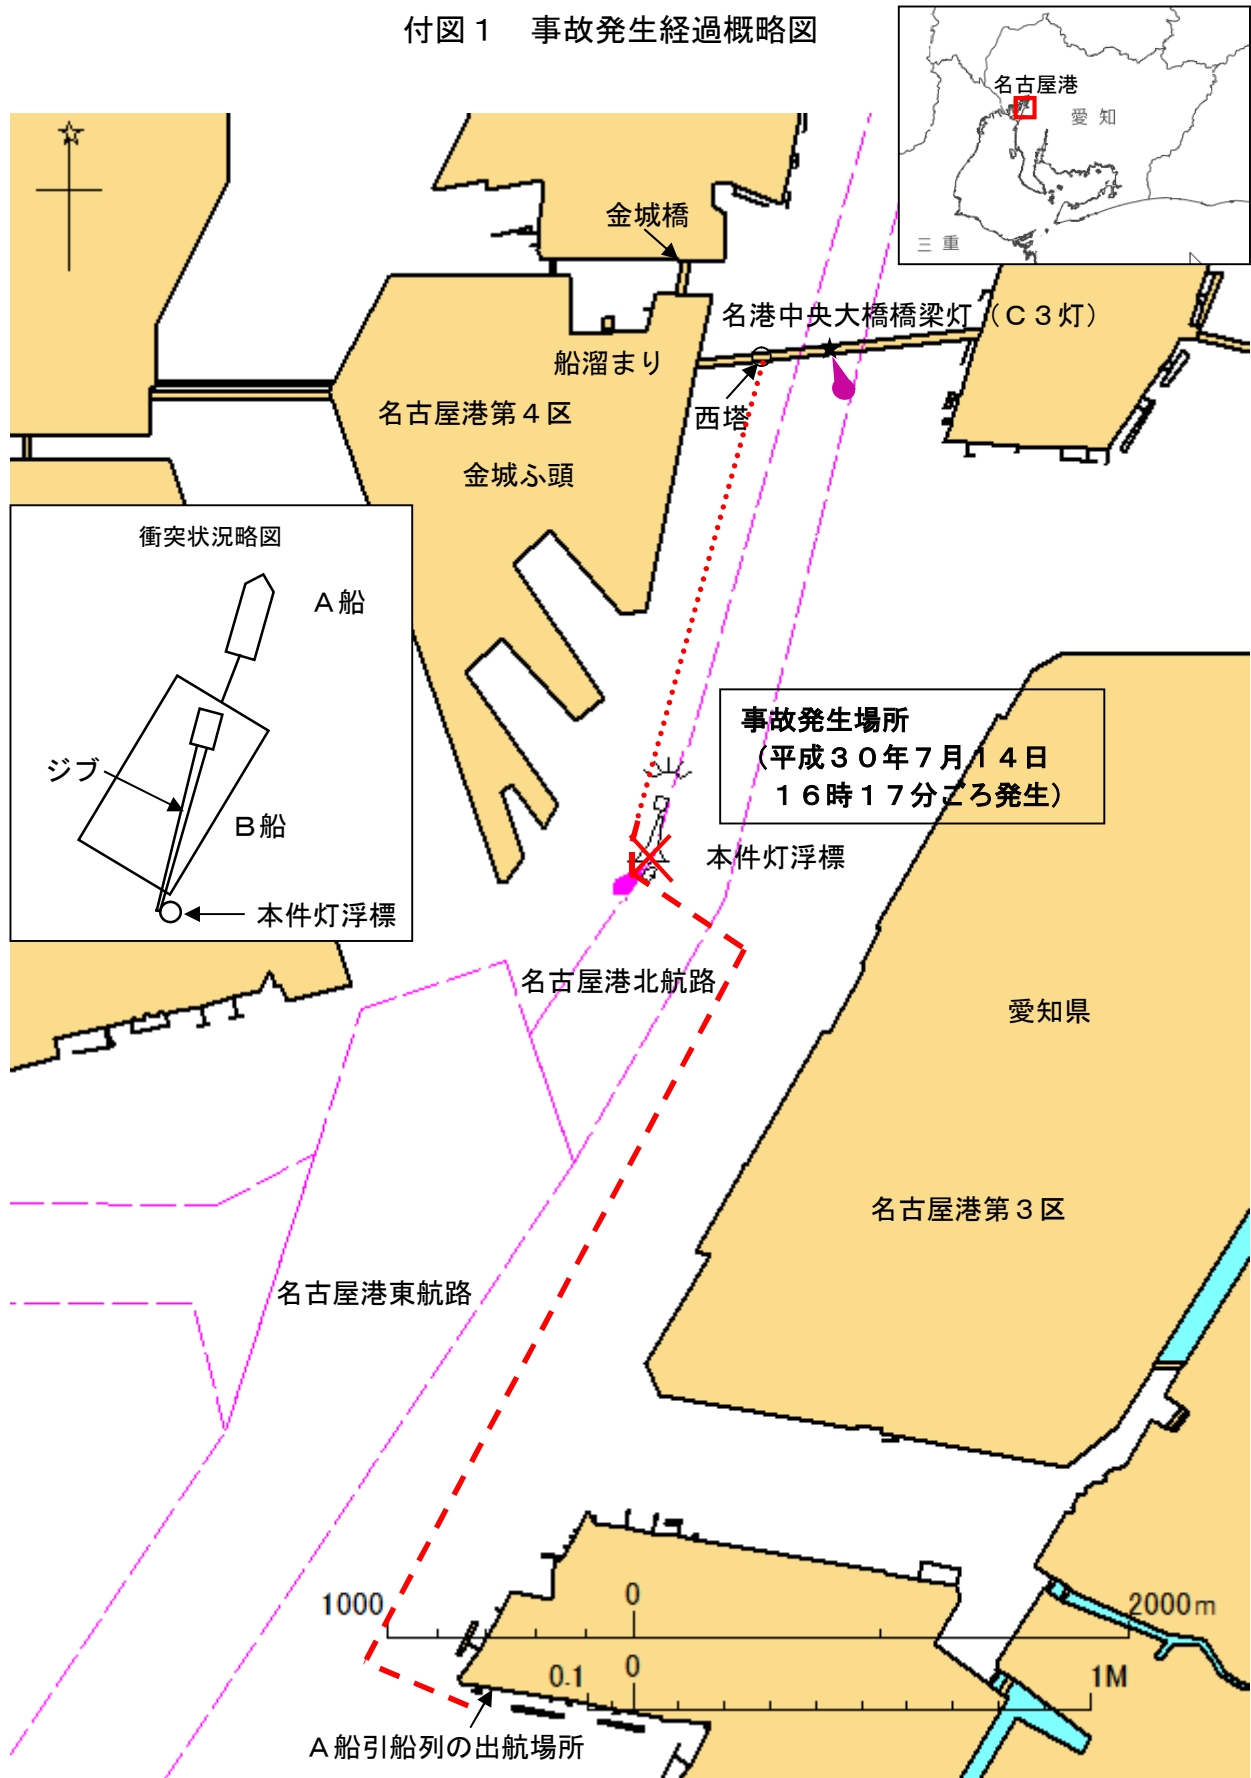 付図１　事故発生経過概略図
名古屋港
愛知
三重
金城橋
名港中央大橋橋梁灯（Ｃ３灯）
船溜まり
西塔
名古屋港第４区
金城ふ頭
衝突状況略図
Ａ船
ジブ
Ｂ船
本件灯浮標
事故発生場所
（平成３０年７月１４日
１６時１７分ごろ発生）
本件灯浮標
名古屋港北航路
愛知県
名古屋港第３区
名古屋港東航路
1000
0
2000m
0.1
0
1M
Ａ船引船列の出航場所